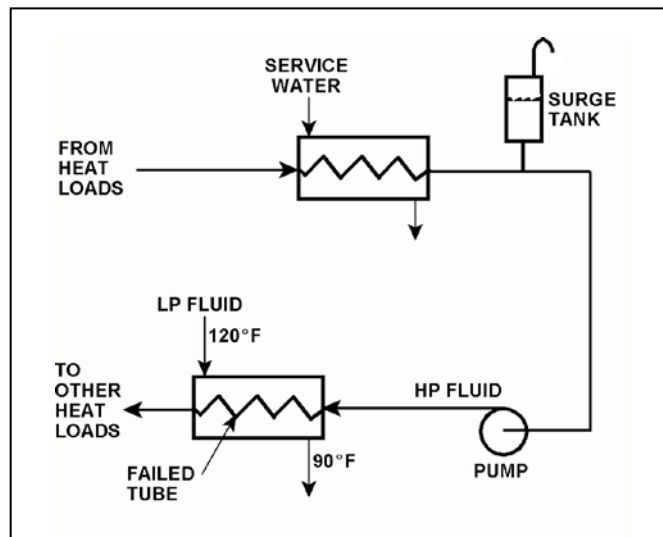 SERVICE
WATER
SURGE
TANK
FROM
HEAT
LOADS
LP FLUID
120°F
TO
OTHER
HEAT
LOADS
HP FLUID
90°F
FAILED
TUBE
PUMP